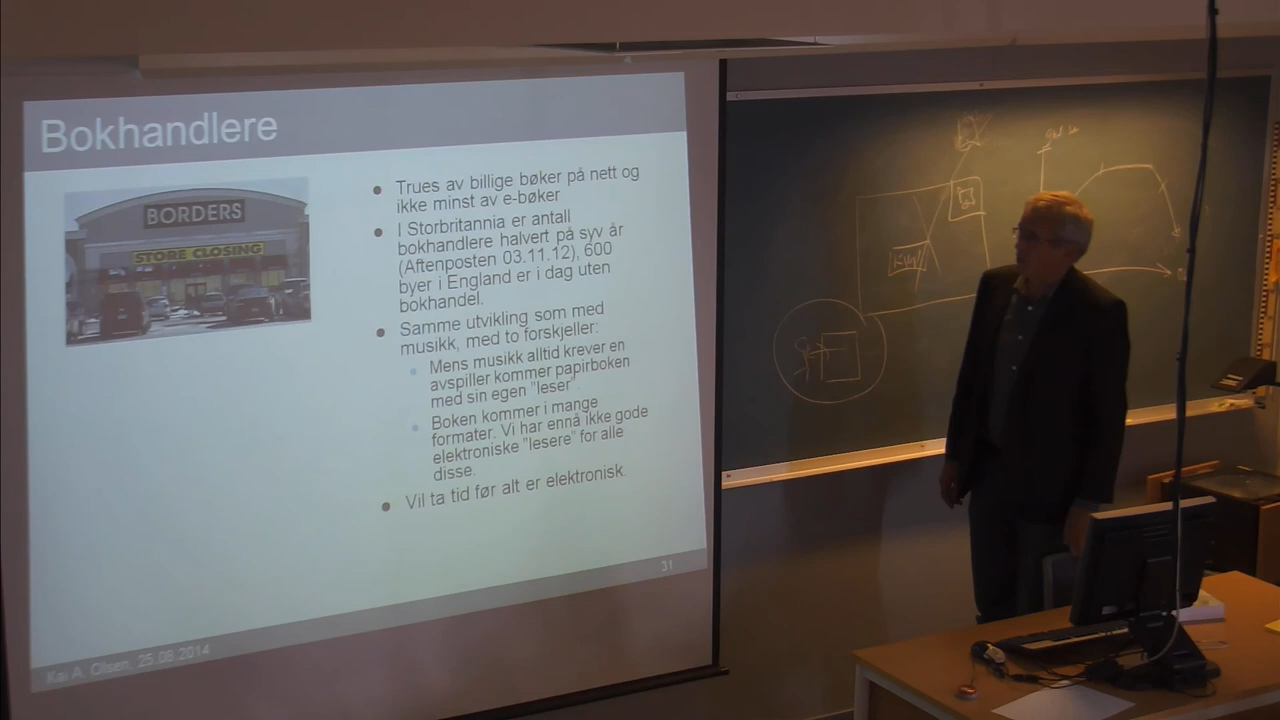 Bokhandlere
BORDERS
STORE CLOSING
Trues av billige bøker på nett og
ikke minst av e-bøker
I Storbritannia er antall
bokhandlere halvert på syv år
(Aftenposten 03.11.12), 600
byer i England er i dag uten
bokhandel.
Samme utvikling som med
musikk, med to forskjeller:
Mens musikk alltid krever en
avspiller kommer papirboken
med sin egen "leser"
Boken kommer i mange
formater. Vi har ennå ikke gode
elektroniske "lesere" for alle
disse.
Vil ta tid før alt er elektronisk.
31
Kai A. Olsen, 25.08.2014